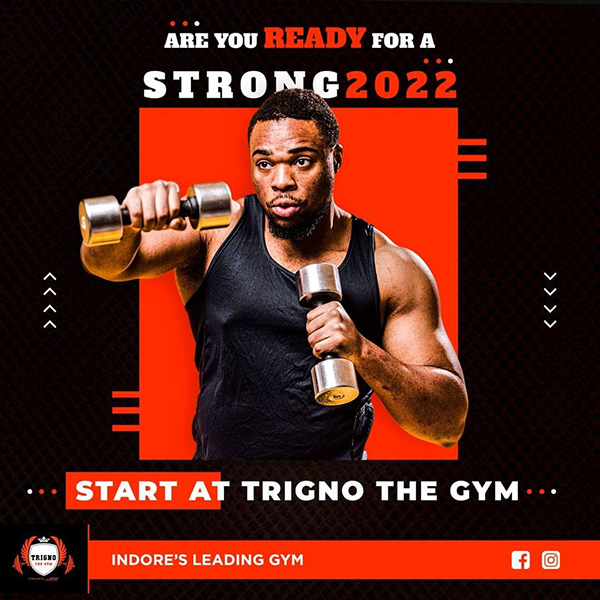 ARE YOU READY FOR A
STRONG2022
START AT TRIGNO THE GYM
TRIGNO
THE GYM
INDORE'S LEADING GYM